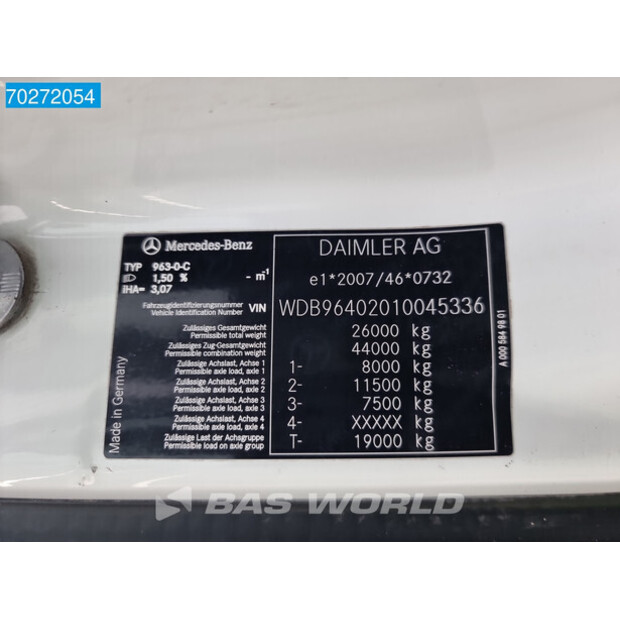 70272054
Mercedes-Benz
DAIMLER AG
TYP 963-0-C
1,50 % - m-1
iHA= 3,07
e1*2007/46*0732
Fahrzeugidentifizierungsnummer
Vehicle Identification Number VIN WDB96402010045336
Zulässiges Gesamtgewicht
Permissible total weight 26000 kg
Zulässiges Zug-Gesamtgewicht
Permissible combination weight 44000 kg
Zulässige Achslast, Achse 1
Permissible axle load, axle 1 1- 8000 kg
Zulässige Achslast, Achse 2
Permissible axle load, axle 2 2- 11500 kg
Zulässige Achslast, Achse 3
Permissible axle load, axle 3 3- 7500 kg
Zulässige Achslast, Achse 4
Permissible axle load, axle 4 4- XXXXX kg
Zulässige Last der Achsgruppe
Permissible load on axle group T- 19000 kg
Made in Germany
A 000 584 98 01
BAS WORLD